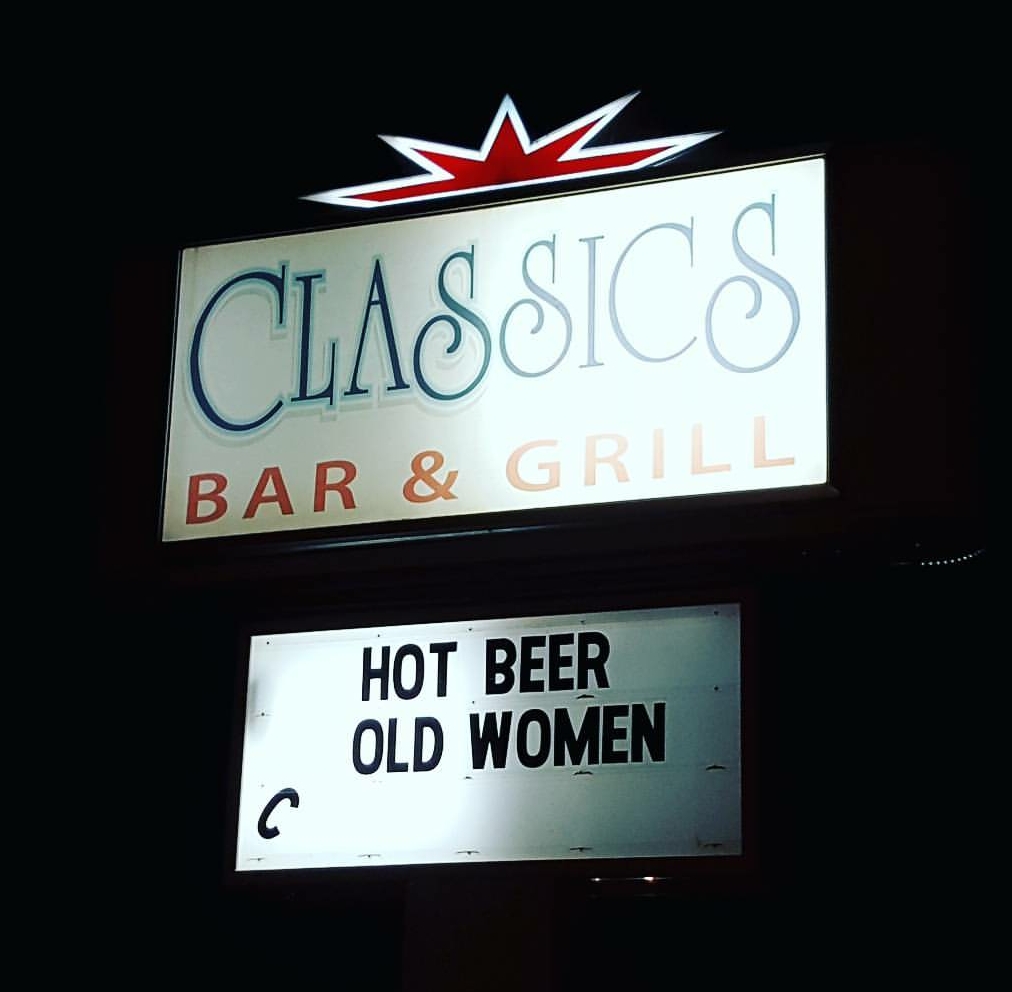 CLASSICS
BAR & GRILL
HOT BEER
OLD WOMEN
C